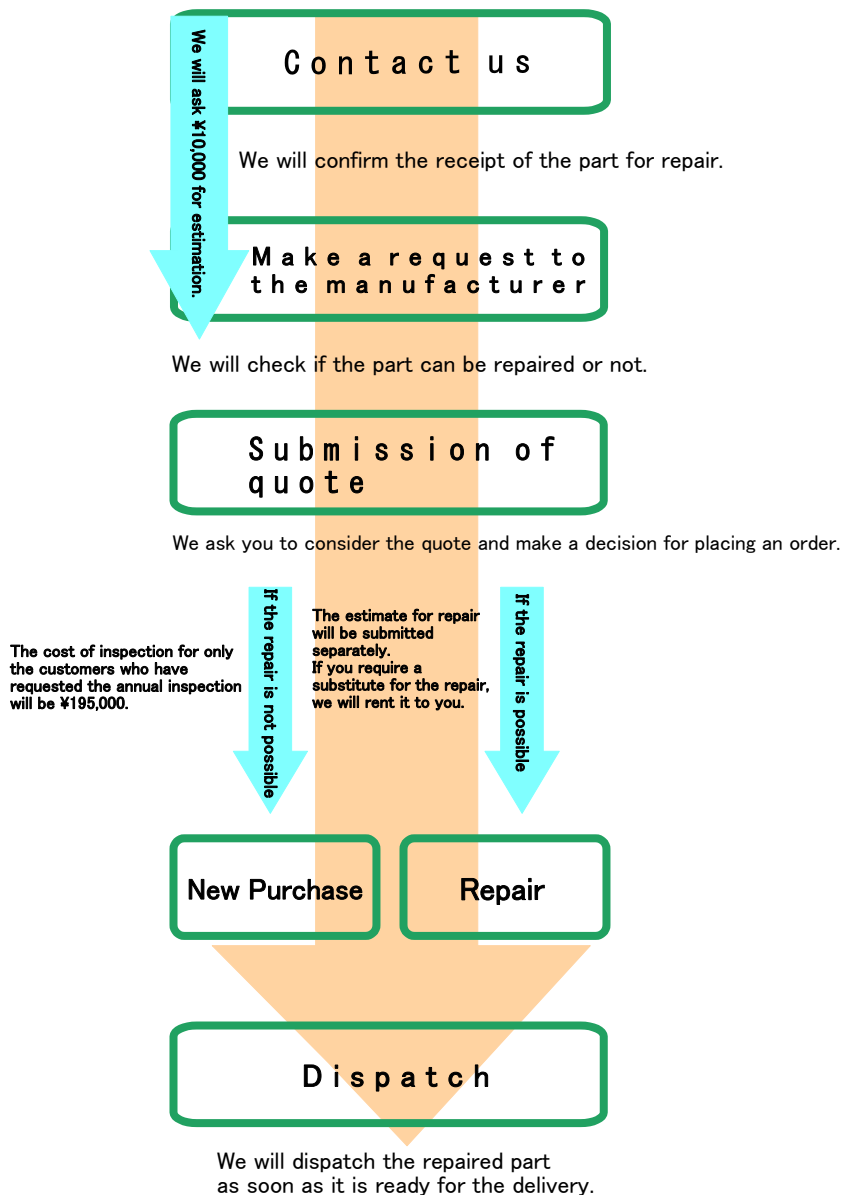 Contact us
We will ask ¥10,000 for estimation.
We will confirm the receipt of the part for repair.
Make a request to
the manufacturer
We will check if the part can be repaired or not.
Submission of
quote
We ask you to consider the quote and make a decision for placing an order.
The cost of inspection for only
the customers who have
requested the annual inspection
will be ¥195,000.
If the repair is not possible
The estimate for repair
will be submitted
separately.
If you require a
substitute for the repair,
we will rent it to you.
If the repair is possible
New Purchase
Repair
Dispatch
We will dispatch the repaired part
as soon as it is ready for the delivery.